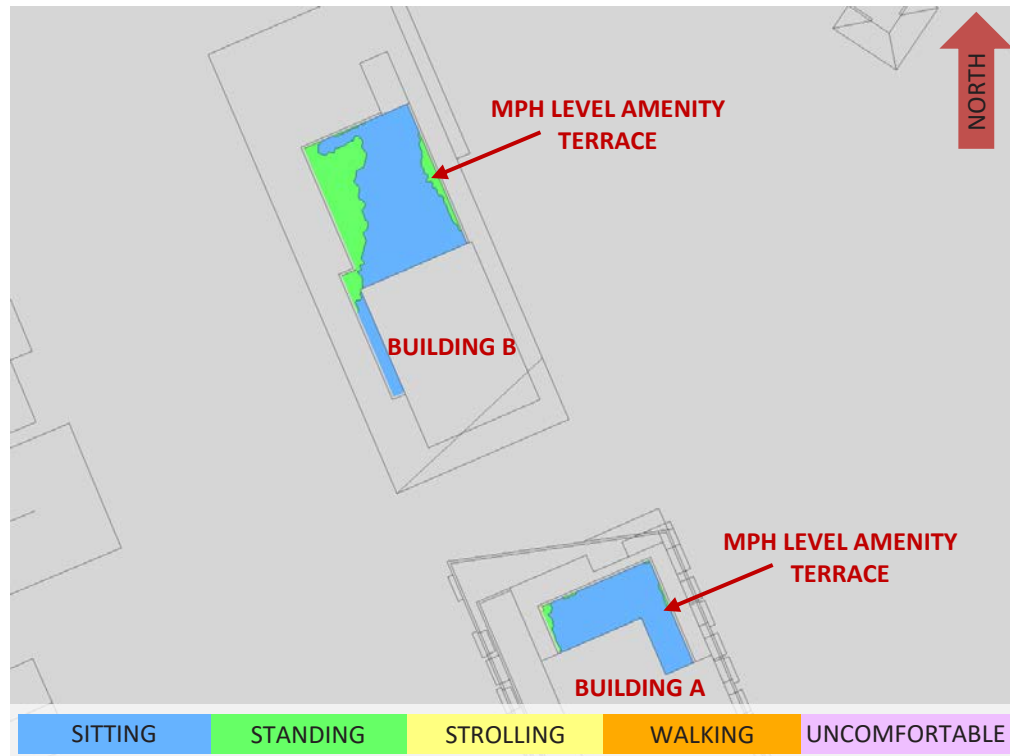 NORTH
MPH LEVEL AMENITY
TERRACE
BUILDING B
MPH LEVEL AMENITY
TERRACE
BUILDING A
SITTING
STANDING
STROLLING
WALKING
UNCOMFORTABLE